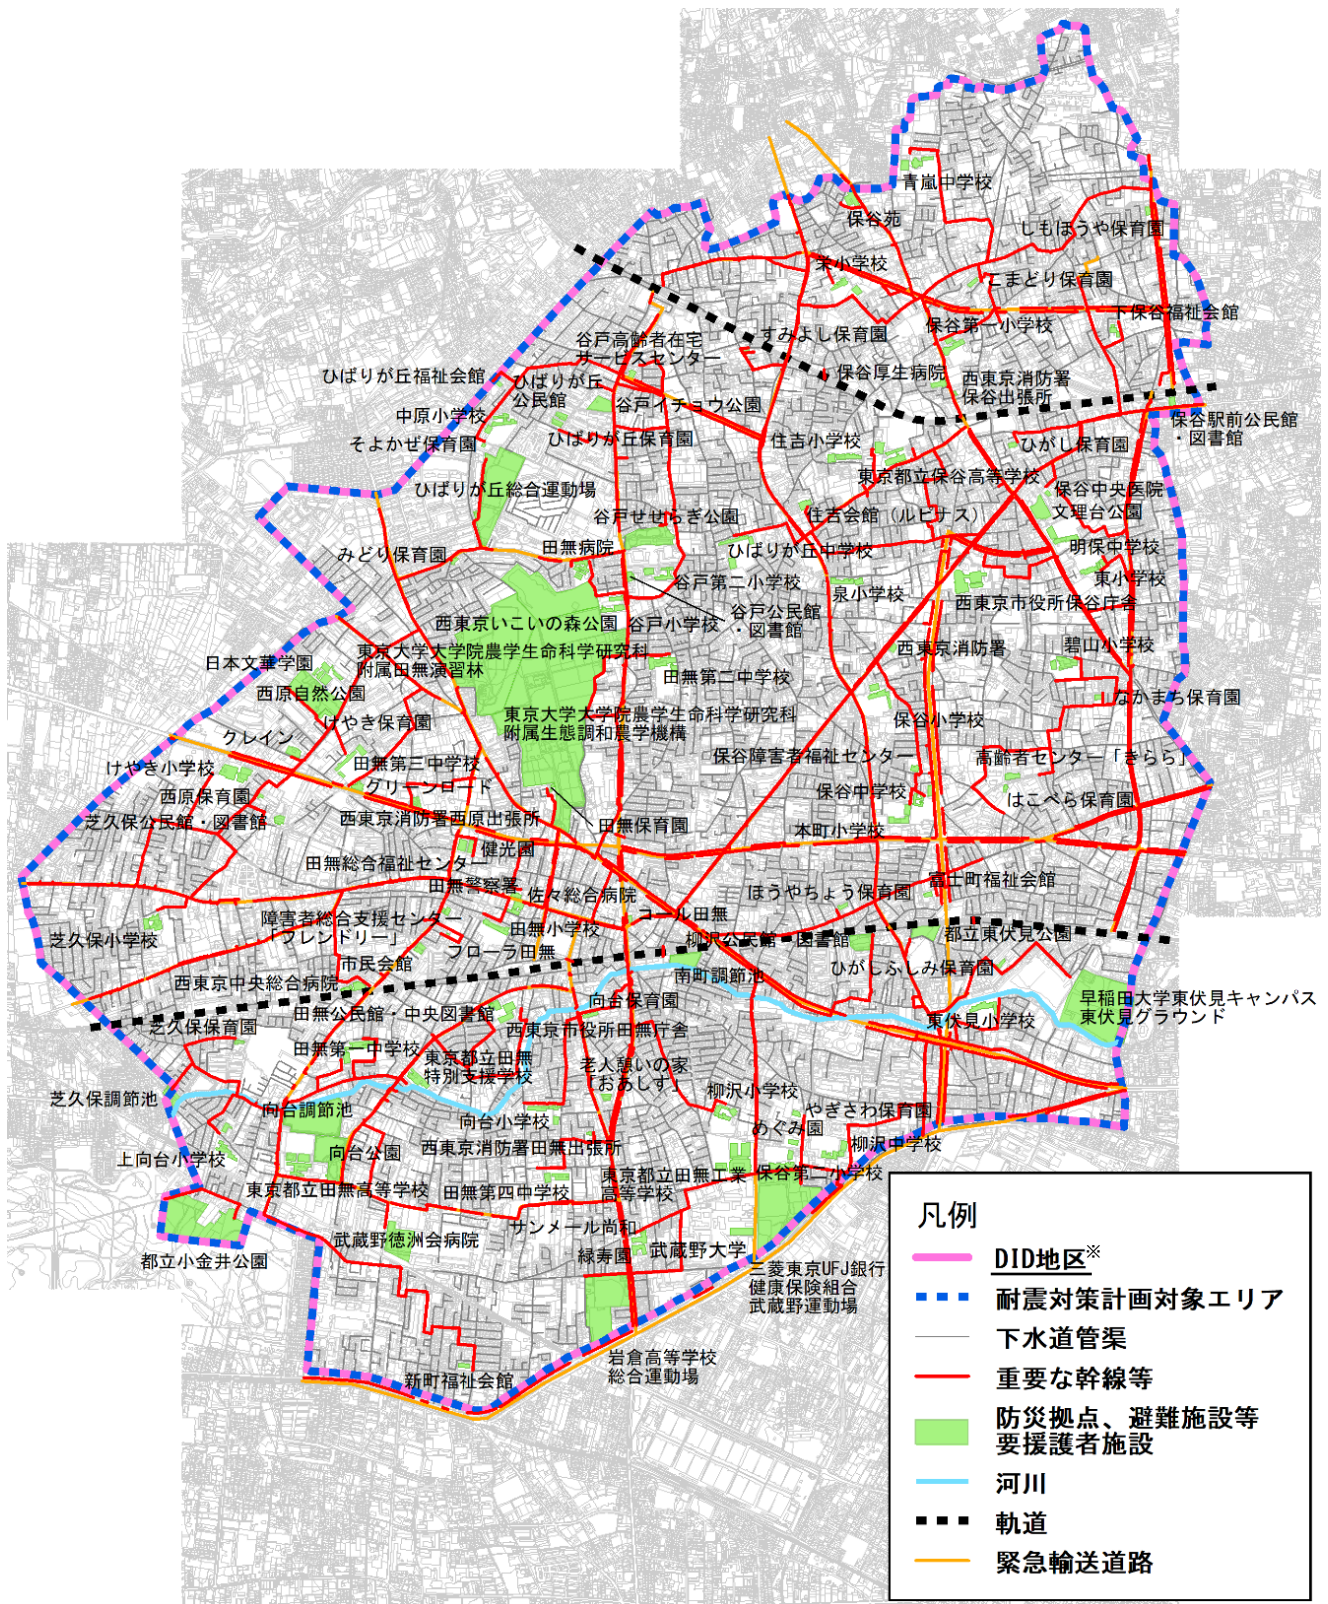 青嵐中学校
保谷苑
しもほうや保育園
栄小学校
こまどり保育園
下保谷福祉会館
保谷第一小学校
すみよし保育園
谷戸高齢者在宅
サービスセンター
保谷厚生病院
西東京消防署
保谷出張所
ひばりが丘福祉会館
ひばりが丘
公民館
谷戸イチョウ公園
中原小学校
保谷駅前公民館
・図書館
そよかぜ保育園
ひばりが丘保育園
住吉小学校
ひがし保育園
東京都立保谷高等学校
ひばりが丘総合運動場
保谷中央医院
文理台公園
谷戸せせらぎ公園
住吉会館（ルピナス）
みどり保育園
田無病院
ひばりが丘中学校
明保中学校
谷戸第二小学校
泉小学校
東小学校
西東京市役所保谷庁舎
谷戸公民館
・図書館
西東京いこいの森公園
谷戸小学校
日本文華学園
東京大学大学院農学生命科学研究科
附属田無演習林
西東京消防署
碧山小学校
西原自然公園
田無第二中学校
なかまち保育園
けやき保育園
東京大学大学院農学生命科学研究科
附属生態調和農学機構
保谷小学校
クレイン
けやき小学校
田無第三中学校
保谷障害者福祉センター
高齢者センター「きらら」
グリーンロード
西原保育園
保谷中学校
はこべら保育園
芝久保公民館・図書館
西東京消防署西原出張所
田無保育園
本町小学校
健光園
田無総合福祉センター
田無警察署
佐々総合病院
ほうやちょう保育園
富士町福祉会館
障害者総合支援センター
「フレンドリー」
田無小学校
コール田無
芝久保小学校
フローラ田無
柳沢公民館・図書館
都立東伏見公園
市民会館
西東京中央総合病院
南町調節池
ひがしふしみ保育園
向台保育園
早稲田大学東伏見キャンパス
東伏見グラウンド
芝久保保育園
田無公民館・中央図書館
西東京市役所田無庁舎
東伏見小学校
田無第一中学校
東京都立田無
特別支援学校
老人憩いの家
「おあしす」
芝久保調節池
向台調節池
向台小学校
柳沢小学校
やぎさわ保育園
めぐみ園
柳沢中学校
上向台小学校
向台公園
西東京消防署田無出張所
東京都立田無高等学校
田無第四中学校
東京都立田無工業
高等学校
保谷第二小学校
サンメール尚和
都立小金井公園
武蔵野徳洲会病院
緑寿園
武蔵野大学
三菱東京UFJ銀行
健康保険組合
武蔵野運動場
岩倉高等学校
総合運動場
新町福祉会館
凡例
DID地区※
耐震対策計画対象エリア
下水道管渠
重要な幹線等
防災拠点、避難施設等
要援護者施設
河川
軌道
緊急輸送道路